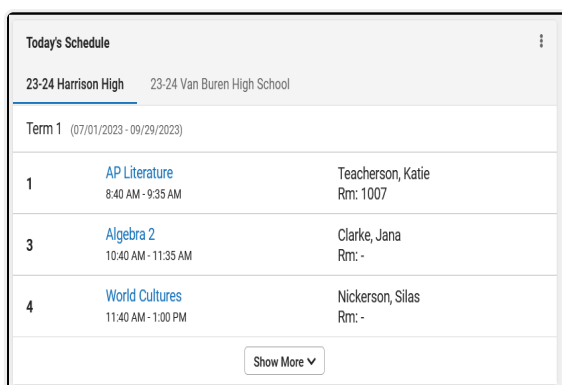 Today's Schedule
23-24 Harrison High 23-24 Van Buren High School
Term 1 (07/01/2023 - 09/29/2023)
1 AP Literature Teacherson, Katie
8:40 AM - 9:35 AM Rm: 1007
3 Algebra 2 Clarke, Jana
10:40 AM - 11:35 AM Rm: -
4 World Cultures Nickerson, Silas
11:40 AM - 1:00 PM Rm: -
Show More